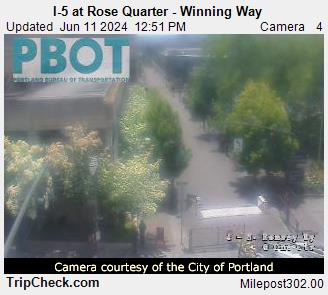 I-5 at Rose Quarter - Winning Way
Updated Jun 11 2024 12:51 PM Camera 4
PBOT
PORTLAND BUREAU OF TRANSPORTATION
Camera courtesy of the City of Portland
TripCheck.com Milepost302.00